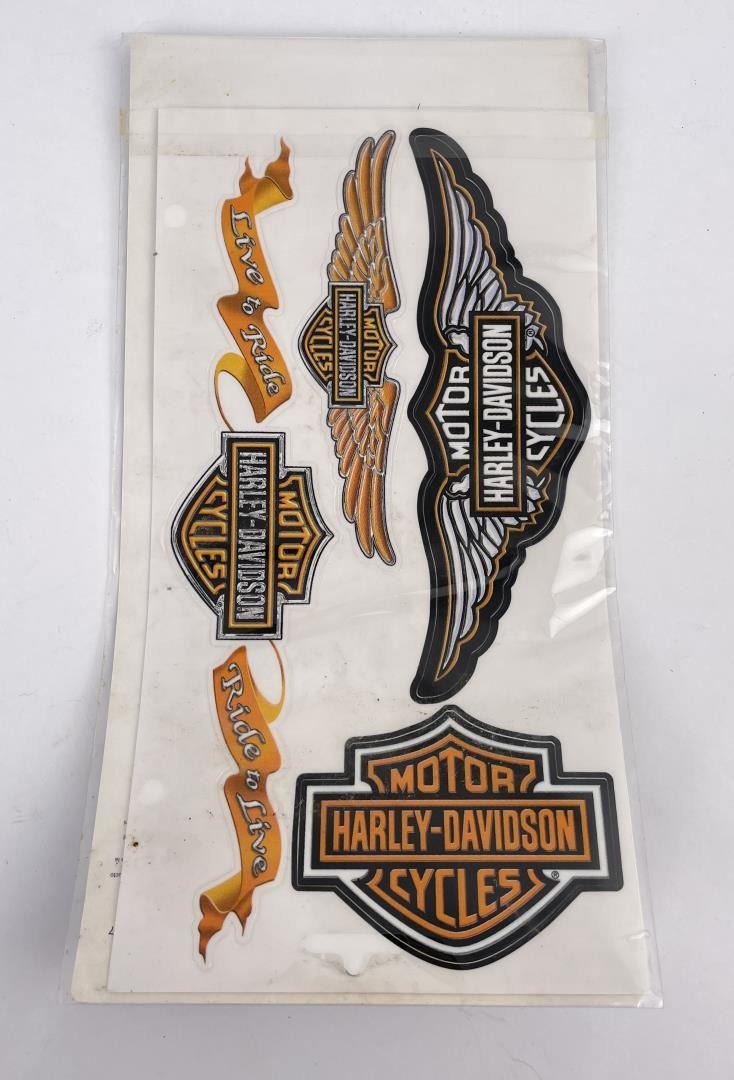 Live to Ride
MOTOR
HARLEY-DAVIDSON
CYCLES
Ride to Live
MOTOR
HARLEY-DAVIDSON
CYCLES
MOTOR
HARLEY-DAVIDSON
CYCLES
©
MOTOR
HARLEY-DAVIDSON
CYCLES
®